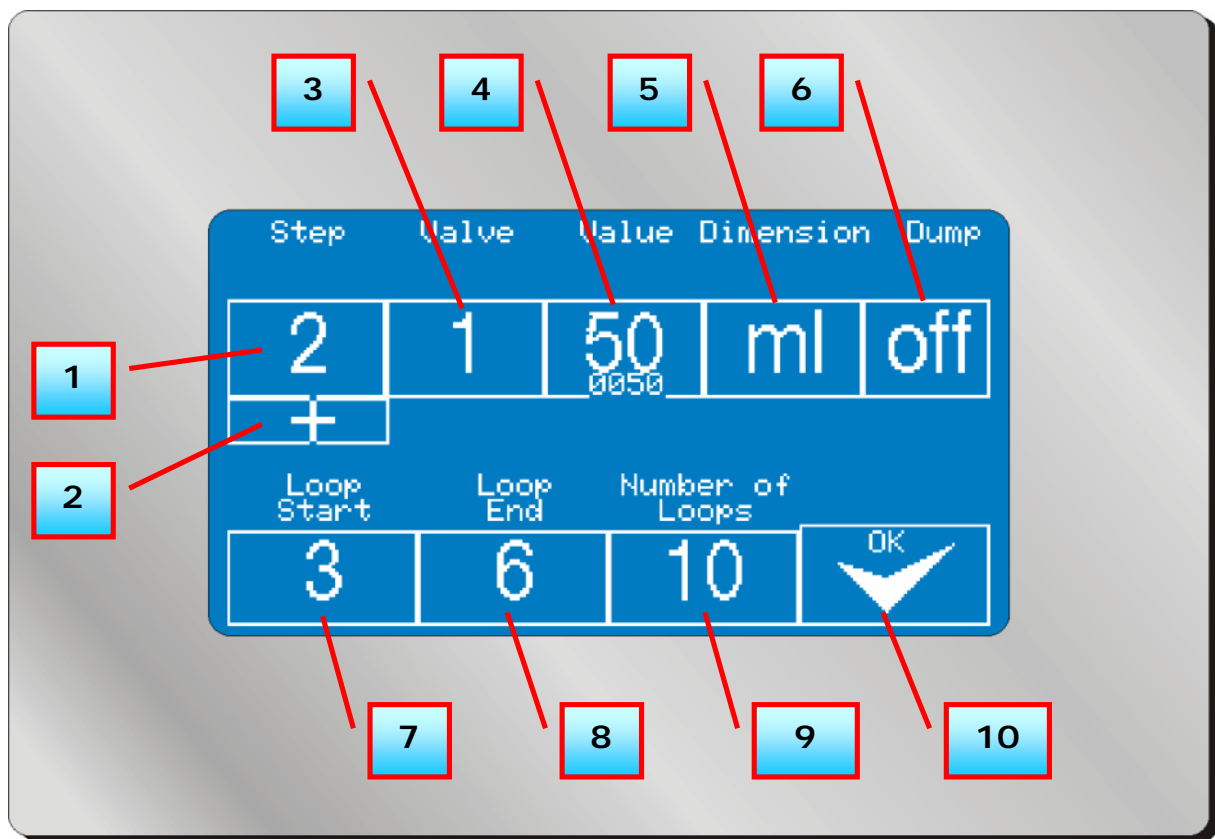 3 4 5 6
Step Valve Value Dimension Dump
2 1 50 ml off
0050
1
+
2
Loop Start Loop End Number of Loops
3 6 10 OK
7 8 9 10